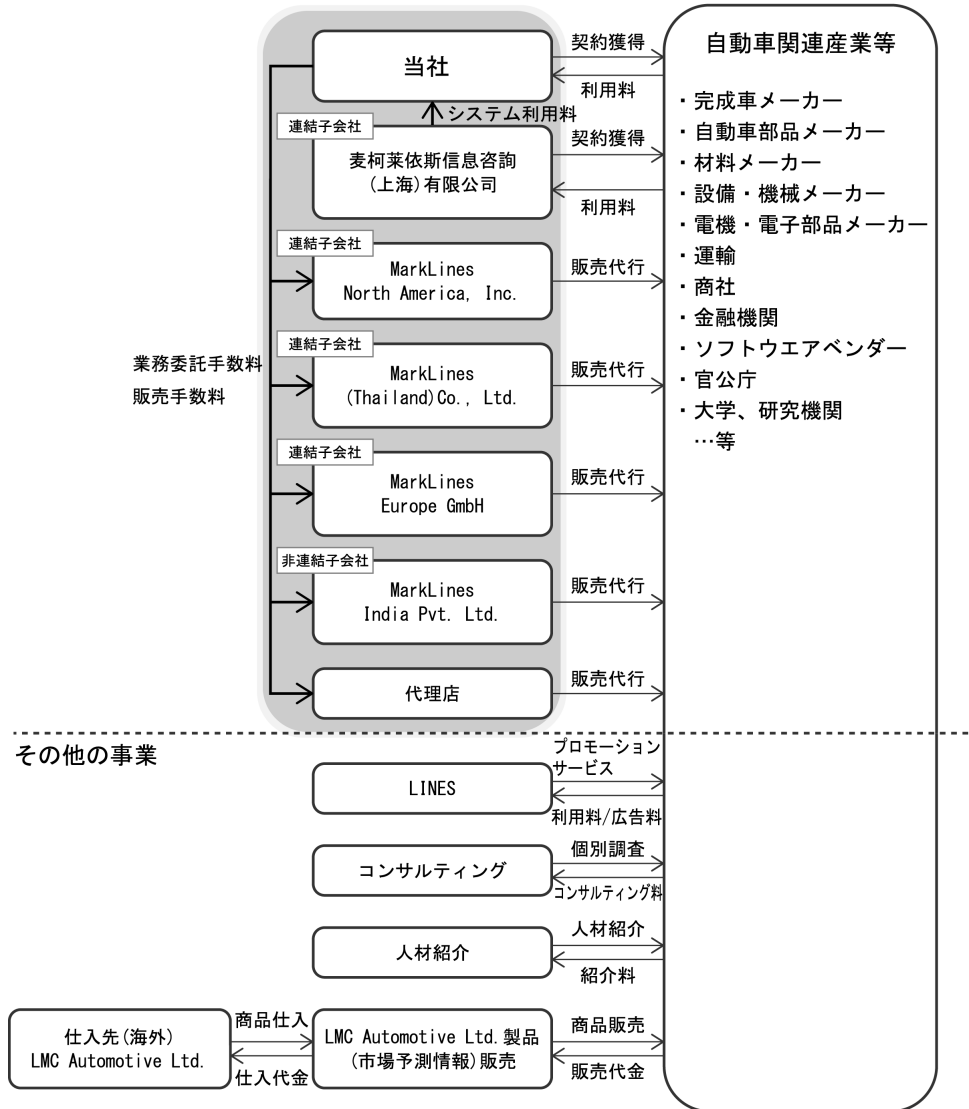 当社
契約獲得
利用料
システム利用料
連結子会社
麦柯莱依斯信息咨詢
(上海)有限公司
契約獲得
利用料
連結子会社
MarkLines
North America, Inc.
販売代行
業務委託手数料
販売手数料
連結子会社
MarkLines
(Thailand)Co., Ltd.
販売代行
連結子会社
MarkLines
Europe GmbH
販売代行
非連結子会社
MarkLines
India Pvt. Ltd.
販売代行
代理店
販売代行
自動車関連産業等
・完成車メーカー
・自動車部品メーカー
・材料メーカー
・設備・機械メーカー
・電機・電子部品メーカー
・運輸
・商社
・金融機関
・ソフトウエアベンダー
・官公庁
・大学、研究機関
…等
その他の事業
LINES
プロモーション
サービス
利用料/広告料
コンサルティング
個別調査
コンサルティング料
人材紹介
人材紹介
紹介料
仕入先(海外)
LMC Automotive Ltd.
商品仕入
仕入代金
LMC Automotive Ltd.製品
(市場予測情報)販売
商品販売
販売代金